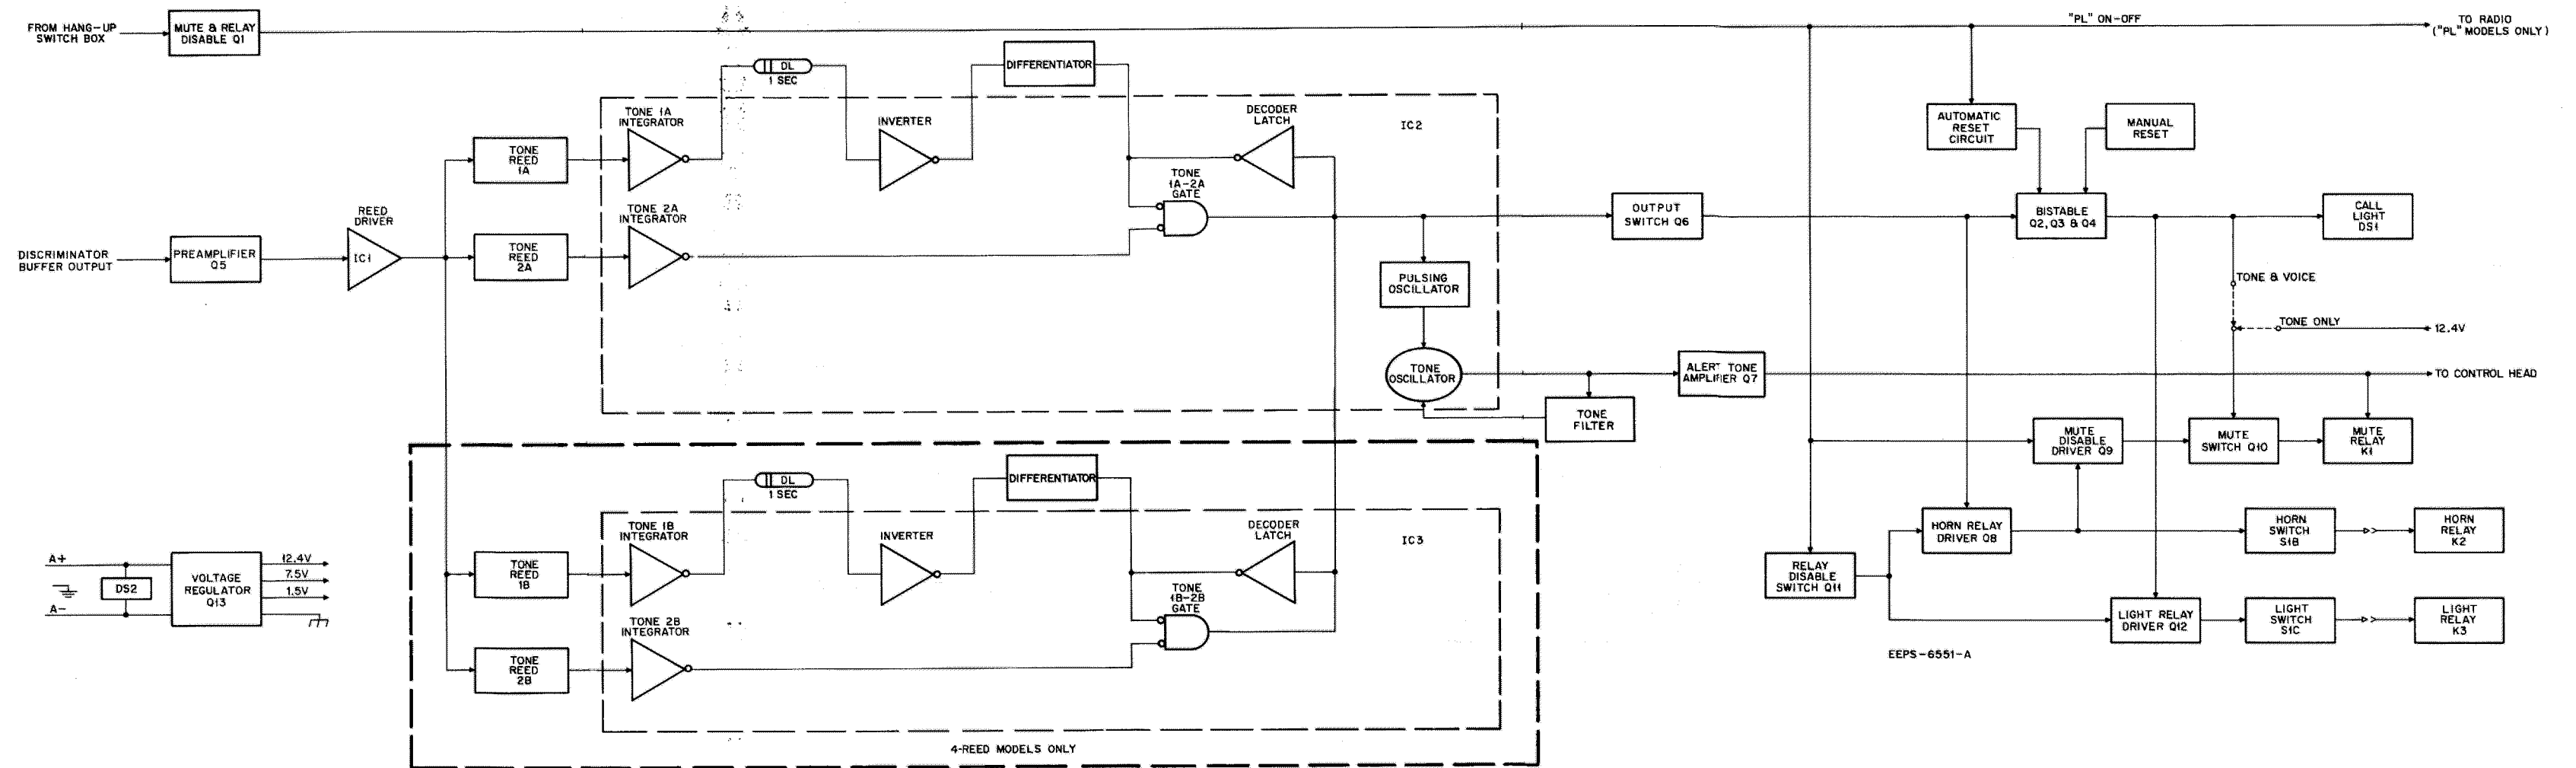 FROM HANG-UP
SWITCH BOX
MUTE & RELAY
DISABLE Q1
"PL" ON-OFF
TO RADIO
("PL" MODELS ONLY)
DL
1 SEC
DIFFERENTIATOR
TONE 1A
INTEGRATOR
INVERTER
DECODER
LATCH
IC2
AUTOMATIC
RESET
CIRCUIT
MANUAL
RESET
TONE
REED
1A
TONE
1A-2A
GATE
REED
DRIVER
TONE 2A
INTEGRATOR
OUTPUT
SWITCH Q6
BISTABLE
Q2, Q3 & Q4
CALL
LIGHT
DS1
DISCRIMINATOR
BUFFER OUTPUT
PREAMPLIFIER
Q5
IC1
TONE
REED
2A
PULSING
OSCILLATOR
TONE & VOICE
TONE ONLY
12.4V
TONE
OSCILLATOR
ALERT TONE
AMPLIFIER Q7
TO CONTROL HEAD
TONE
FILTER
MUTE
DISABLE
DRIVER Q9
MUTE
SWITCH Q10
MUTE
RELAY
K1
DL
1 SEC
DIFFERENTIATOR
TONE 1B
INTEGRATOR
INVERTER
DECODER
LATCH
IC3
HORN RELAY
DRIVER Q8
HORN
SWITCH
S1B
HORN
RELAY
K2
A+
DS2
A-
VOLTAGE
REGULATOR
Q13
12.4V
7.5V
1.5V
TONE
REED
1B
TONE
1B-2B
GATE
RELAY
DISABLE
SWITCH Q11
TONE 2B
INTEGRATOR
LIGHT RELAY
DRIVER Q12
LIGHT
SWITCH
S1C
LIGHT
RELAY
K3
TONE
REED
2B
EEPS-6551-A
4-REED MODELS ONLY